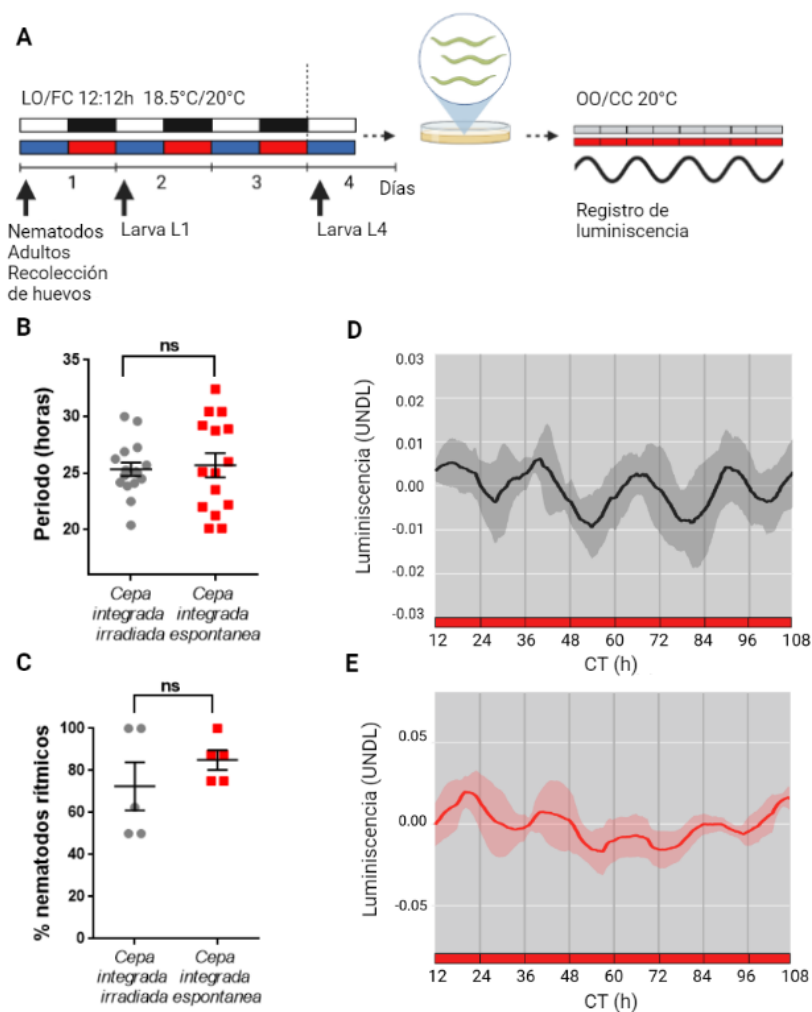 A
LO/FC 12:12h 18.5°C/20°C
OO/CC 20°C
1 2 3 4 Días
Nematodos
Adultos
Recolección
de huevos
Larva L1
Larva L4
Registro de
luminiscencia
B
ns
Periodo (horas)
35
30
25
20
Cepa
integrada
irradiada
Cepa
integrada
espontanea
C
ns
% nematodos rítmicos
100
80
60
40
20
0
Cepa
integrada
irradiada
Cepa
integrada
espontanea
D
Luminiscencia (UNDL)
0.03
0.02
0.01
0.00
-0.01
-0.02
-0.03
12 24 36 48 60 72 84 96 108
CT (h)
E
Luminiscencia (UNDL)
0.05
0.00
-0.05
12 24 36 48 60 72 84 96 108
CT (h)